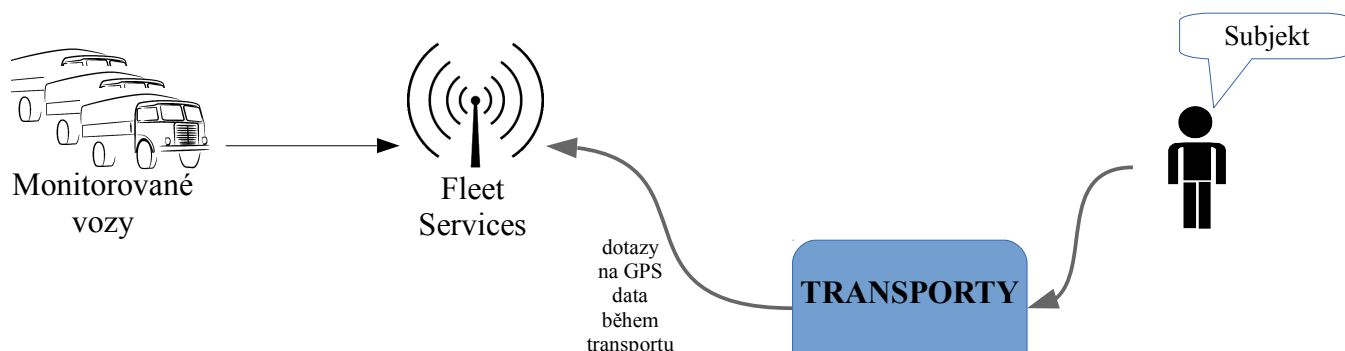 Subjekt
Monitorované
vozy
Fleet
Services
dotazy
na GPS
data
během
transportu
TRANSPORTY